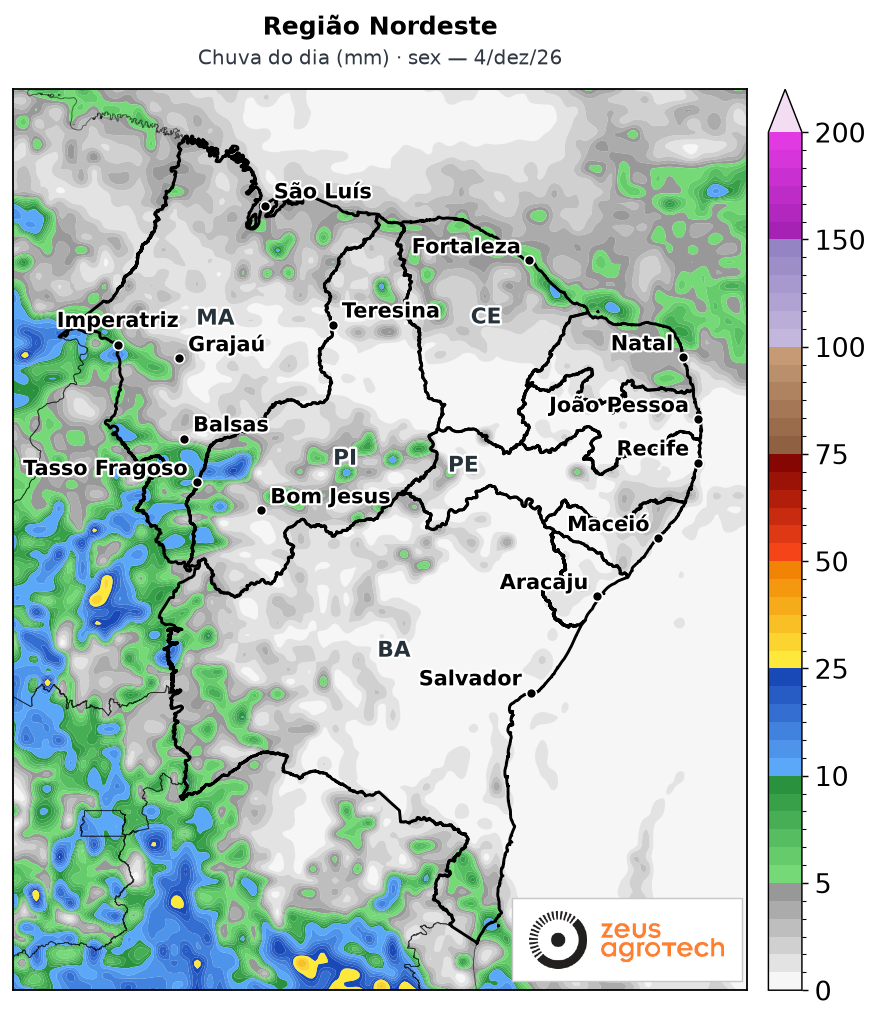 Região Nordeste
Chuva do dia (mm) · sex — 4/dez/26
São Luís
Fortaleza
Imperatriz
MA
Teresina
CE
Grajaú
Natal
João Pessoa
Balsas
Recife
Tasso Fragoso
PI
PE
Bom Jesus
Maceió
Aracaju
BA
Salvador
200
150
100
75
50
25
10
5
0
zeus
agrotech